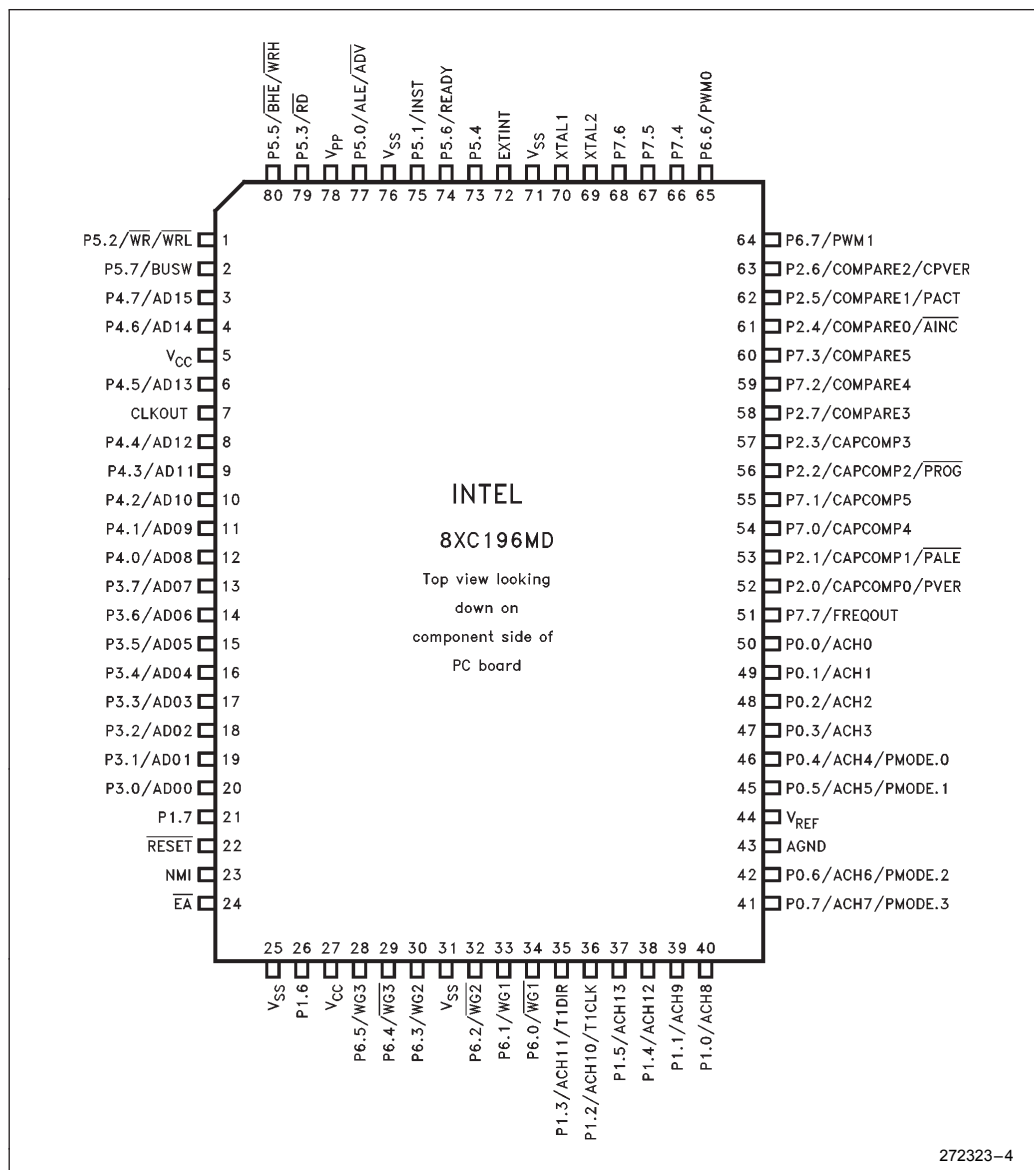 P5.5/B̅H̅E̅/W̅R̅H̅
P5.3/R̅D̅
VPP
P5.0/ALE/A̅D̅V̅
VSS
P5.1/INST
P5.6/READY
P5.4
EXTINT
VSS
XTAL1
XTAL2
P7.6
P7.5
P7.4
P6.6/PWM0
80 79 78 77 76 75 74 73 72 71 70 69 68 67 66 65
P5.2/W̅R̅/W̅R̅L̅ 1
P5.7/BUSW 2
P4.7/AD15 3
P4.6/AD14 4
VCC 5
P4.5/AD13 6
CLKOUT 7
P4.4/AD12 8
P4.3/AD11 9
P4.2/AD10 10
P4.1/AD09 11
P4.0/AD08 12
P3.7/AD07 13
P3.6/AD06 14
P3.5/AD05 15
P3.4/AD04 16
P3.3/AD03 17
P3.2/AD02 18
P3.1/AD01 19
P3.0/AD00 20
P1.7 21
R̅E̅S̅E̅T̅ 22
NMI 23
E̅A̅ 24
INTEL
8XC196MD
Top view looking
down on
component side of
PC board
64 P6.7/PWM1
63 P2.6/COMPARE2/CPVER
62 P2.5/COMPARE1/PACT
61 P2.4/COMPARE0/A̅I̅N̅C̅
60 P7.3/COMPARE5
59 P7.2/COMPARE4
58 P2.7/COMPARE3
57 P2.3/CAPCOMP3
56 P2.2/CAPCOMP2/P̅R̅O̅G̅
55 P7.1/CAPCOMP5
54 P7.0/CAPCOMP4
53 P2.1/CAPCOMP1/P̅A̅L̅E̅
52 P2.0/CAPCOMP0/PVER
51 P7.7/FREQOUT
50 P0.0/ACH0
49 P0.1/ACH1
48 P0.2/ACH2
47 P0.3/ACH3
46 P0.4/ACH4/PMODE.0
45 P0.5/ACH5/PMODE.1
44 VREF
43 AGND
42 P0.6/ACH6/PMODE.2
41 P0.7/ACH7/PMODE.3
25 26 27 28 29 30 31 32 33 34 35 36 37 38 39 40
VSS
P1.6
VCC
P6.5/WG3
P6.4/W̅G̅3̅
P6.3/WG2
VSS
P6.2/W̅G̅2̅
P6.1/WG1
P6.0/W̅G̅1̅
P1.3/ACH11/T1DIR
P1.2/ACH10/T1CLK
P1.5/ACH13
P1.4/ACH12
P1.1/ACH9
P1.0/ACH8
272323–4